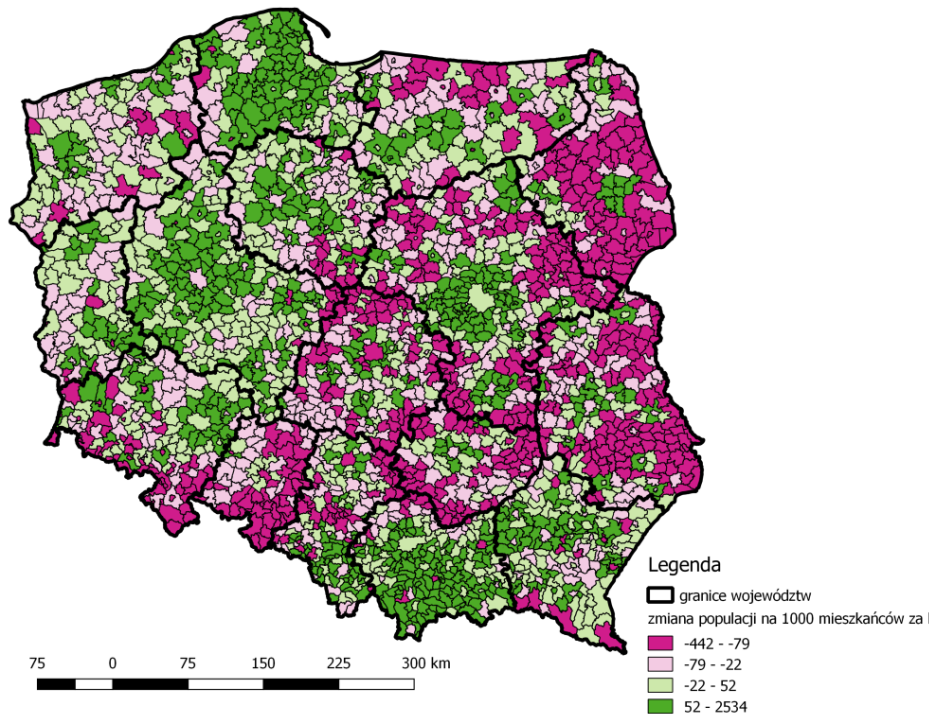 Legenda
granice województw
zmiana populacji na 1000 mieszkańców za
-442 - -79
-79 - -22
-22 - 52
52 - 2534
75 0 75 150 225 300 km